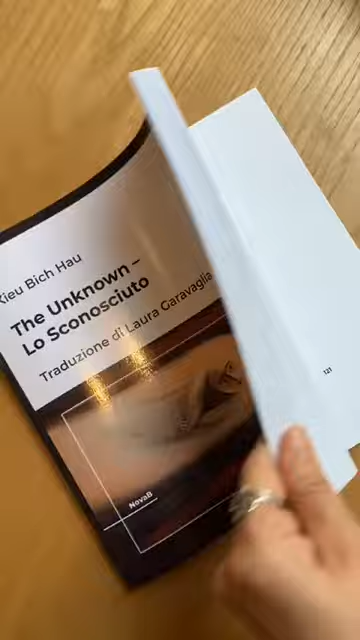 Kieu Bich Hau
The Unknown –
Lo Sconosciuto
Traduzione di Laura Garavaglia
NovaB
121